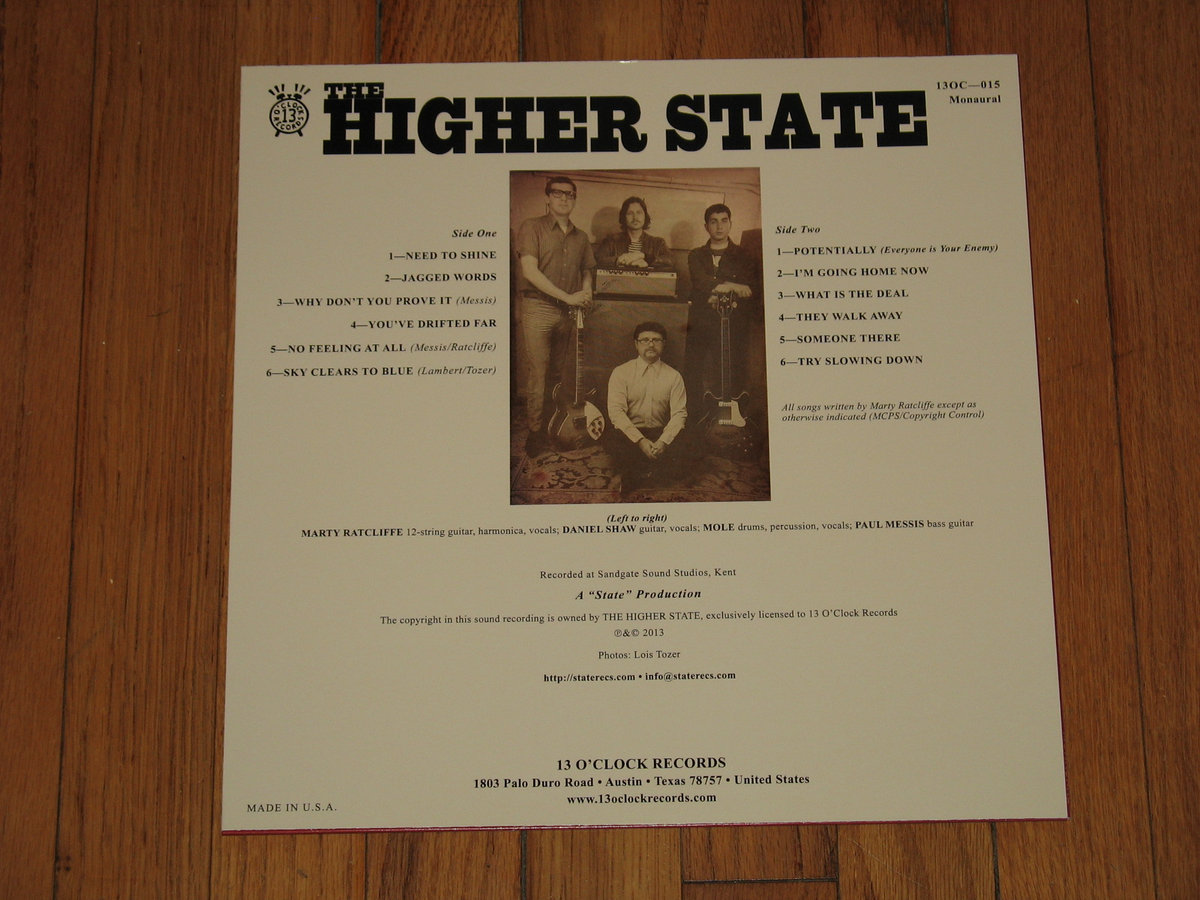 O'CLOCK
13
RECORDS
THE
HIGHER STATE
13OC—015
Monaural
Side One
1—NEED TO SHINE
2—JAGGED WORDS
3—WHY DON'T YOU PROVE IT (Messis)
4—YOU'VE DRIFTED FAR
5—NO FEELING AT ALL (Messis/Ratcliffe)
6—SKY CLEARS TO BLUE (Lambert/Tozer)
Side Two
1—POTENTIALLY (Everyone is Your Enemy)
2—I'M GOING HOME NOW
3—WHAT IS THE DEAL
4—THEY WALK AWAY
5—SOMEONE THERE
6—TRY SLOWING DOWN
All songs written by Marty Ratcliffe except as
otherwise indicated (MCPS/Copyright Control)
(Left to right)
MARTY RATCLIFFE 12-string guitar, harmonica, vocals; DANIEL SHAW guitar, vocals; MOLE drums, percussion, vocals; PAUL MESSIS bass guitar
Recorded at Sandgate Sound Studios, Kent
A “State” Production
The copyright in this sound recording is owned by THE HIGHER STATE, exclusively licensed to 13 O'Clock Records
℗&© 2013
Photos: Lois Tozer
http://staterecs.com • info@staterecs.com
13 O'CLOCK RECORDS
1803 Palo Duro Road • Austin • Texas 78757 • United States
www.13oclockrecords.com
MADE IN U.S.A.